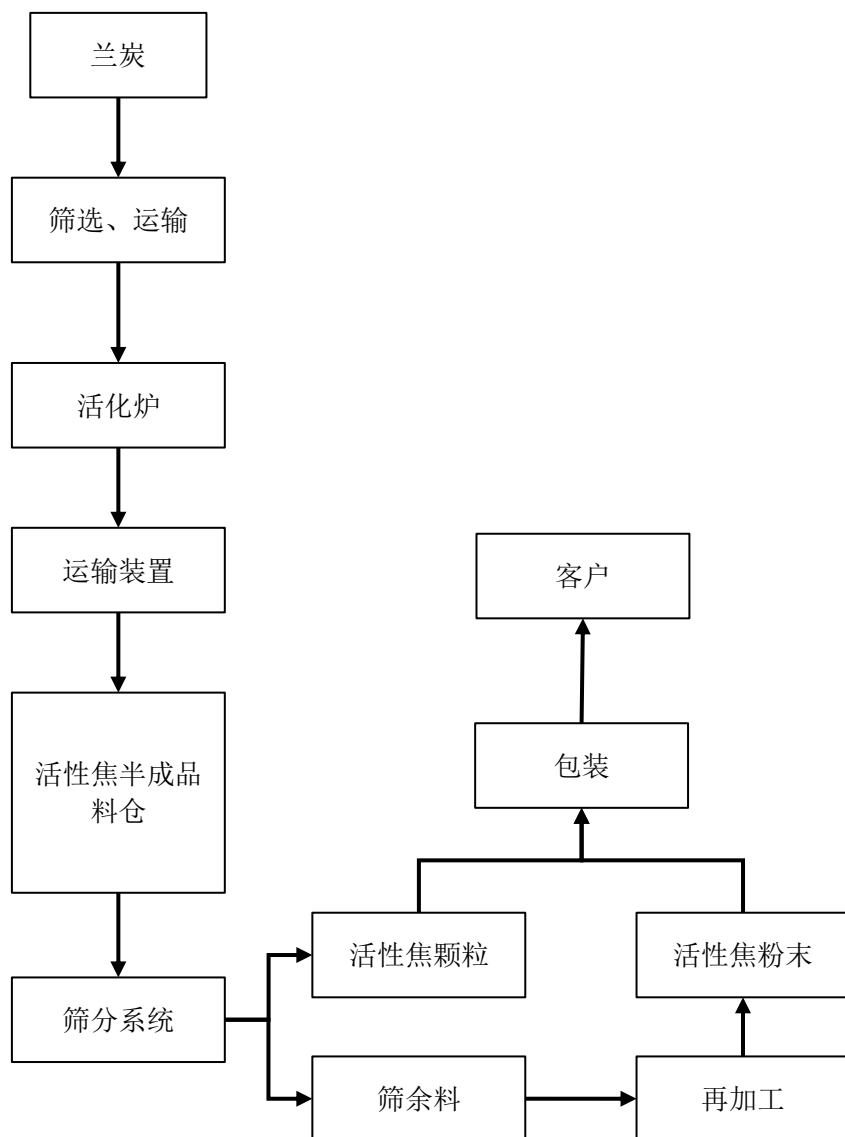 兰炭
筛选、运输
活化炉
运输装置
活性焦半成品
料仓
筛分系统
客户
包装
活性焦颗粒
活性焦粉末
筛余料
再加工